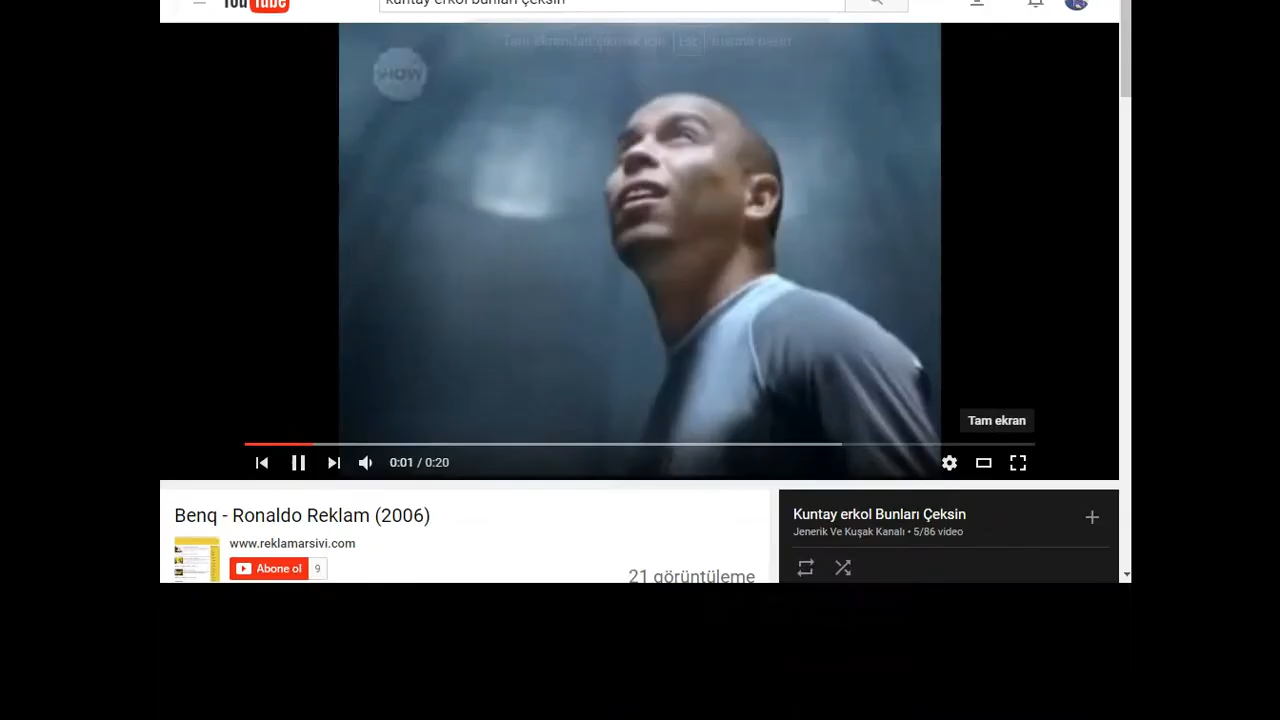 YouTube
kuntay erkol bunları çeksin
Tam ekrandan çıkmak için Esc tuşuna basın
SHOW
Tam ekran
0:01 / 0:20
Benq - Ronaldo Reklam (2006)
www.reklamarsivi.com
Abone ol 9
21 görüntüleme
Kuntay erkol Bunları Çeksin
Jenerik Ve Kuşak Kanalı • 5/86 video